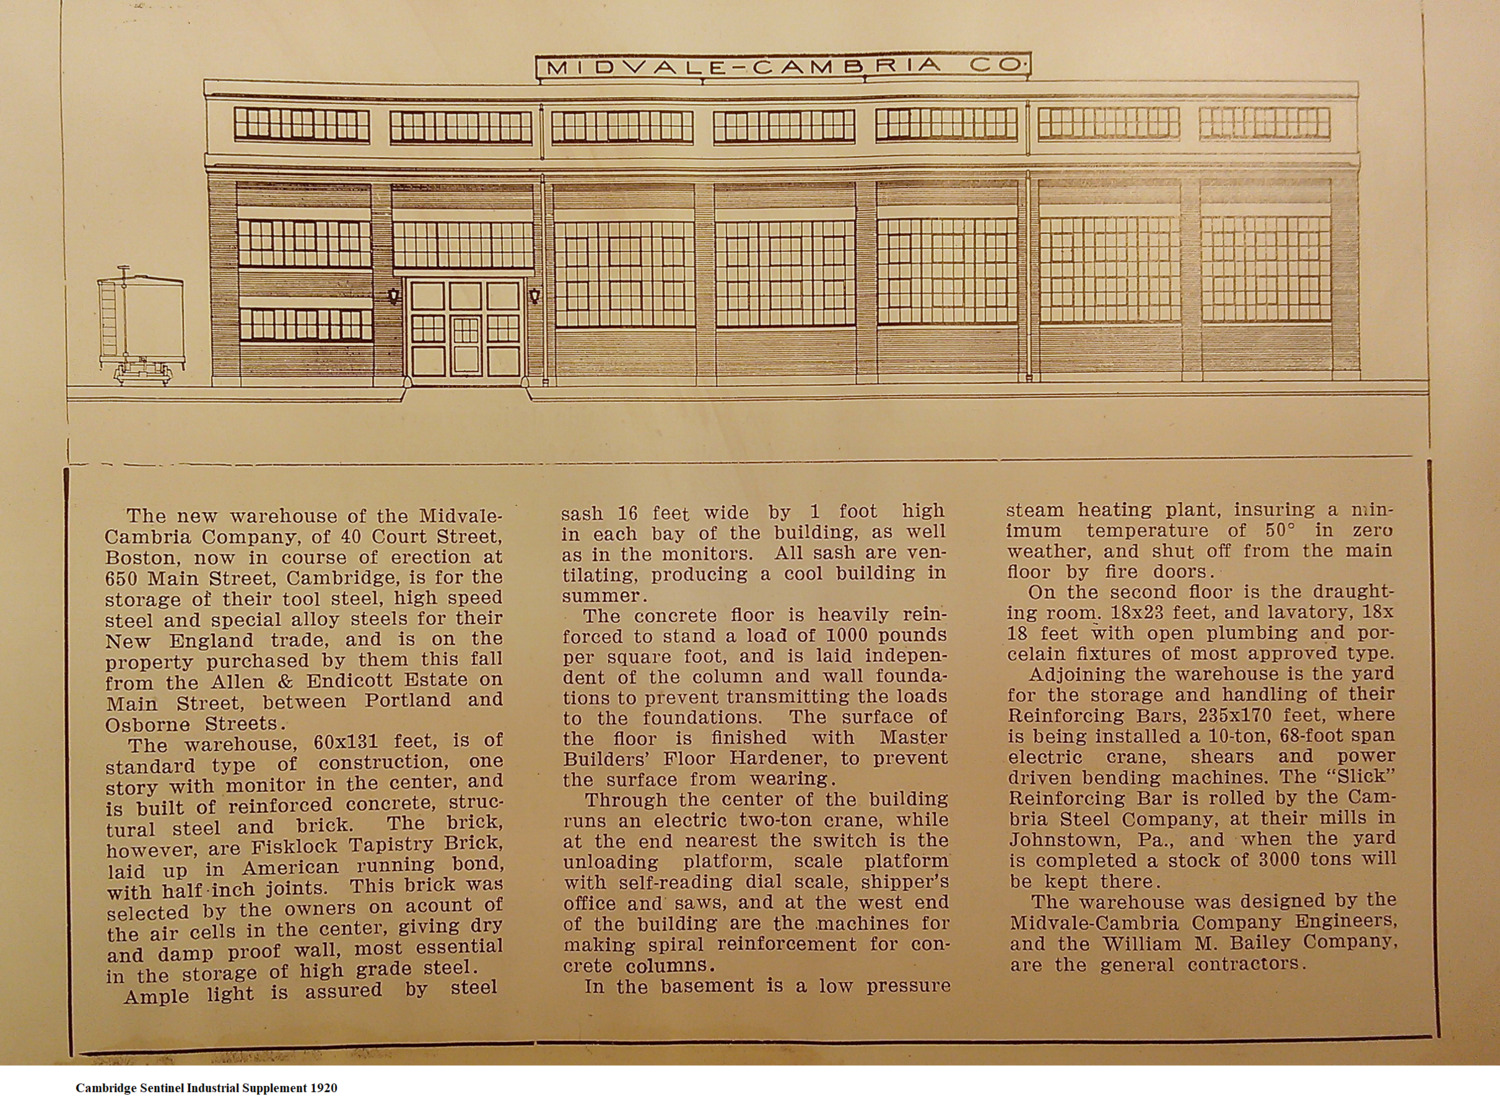 MIDVALE-CAMBRIA CO.
The new warehouse of the Midvale-
Cambria Company, of 40 Court Street,
Boston, now in course of erection at
650 Main Street, Cambridge, is for the
storage of their tool steel, high speed
steel and special alloy steels for their
New England trade, and is on the
property purchased by them this fall
from the Allen & Endicott Estate on
Main Street, between Portland and
Osborne Streets.
The warehouse, 60x131 feet, is of
standard type of construction, one
story with monitor in the center, and
is built of reinforced concrete, struc-
tural steel and brick. The brick,
however, are Fisklock Tapistry Brick,
laid up in American running bond,
with half-inch joints. This brick was
selected by the owners on acount of
the air cells in the center, giving dry
and damp proof wall, most essential
in the storage of high grade steel.
Ample light is assured by steel
sash 16 feet wide by 1 foot high
in each bay of the building, as well
as in the monitors. All sash are ven-
tilating, producing a cool building in
summer.
The concrete floor is heavily rein-
forced to stand a load of 1000 pounds
per square foot, and is laid indepen-
dent of the column and wall founda-
tions to prevent transmitting the loads
to the foundations. The surface of
the floor is finished with Master
Builders' Floor Hardener, to prevent
the surface from wearing.
Through the center of the building
runs an electric two-ton crane, while
at the end nearest the switch is the
unloading platform, scale platform
with self-reading dial scale, shipper's
office and saws, and at the west end
of the building are the machines for
making spiral reinforcement for con-
crete columns.
In the basement is a low pressure
steam heating plant, insuring a min-
imum temperature of 50° in zero
weather, and shut off from the main
floor by fire doors.
On the second floor is the draught-
ing room, 18x23 feet, and lavatory, 18x
18 feet with open plumbing and por-
celain fixtures of most approved type.
Adjoining the warehouse is the yard
for the storage and handling of their
Reinforcing Bars, 235x170 feet, where
is being installed a 10-ton, 68-foot span
electric crane, shears and power
driven bending machines. The "Slick"
Reinforcing Bar is rolled by the Cam-
bria Steel Company, at their mills in
Johnstown, Pa., and when the yard
is completed a stock of 3000 tons will
be kept there.
The warehouse was designed by the
Midvale-Cambria Company Engineers,
and the William M. Bailey Company,
are the general contractors.
Cambridge Sentinel Industrial Supplement 1920